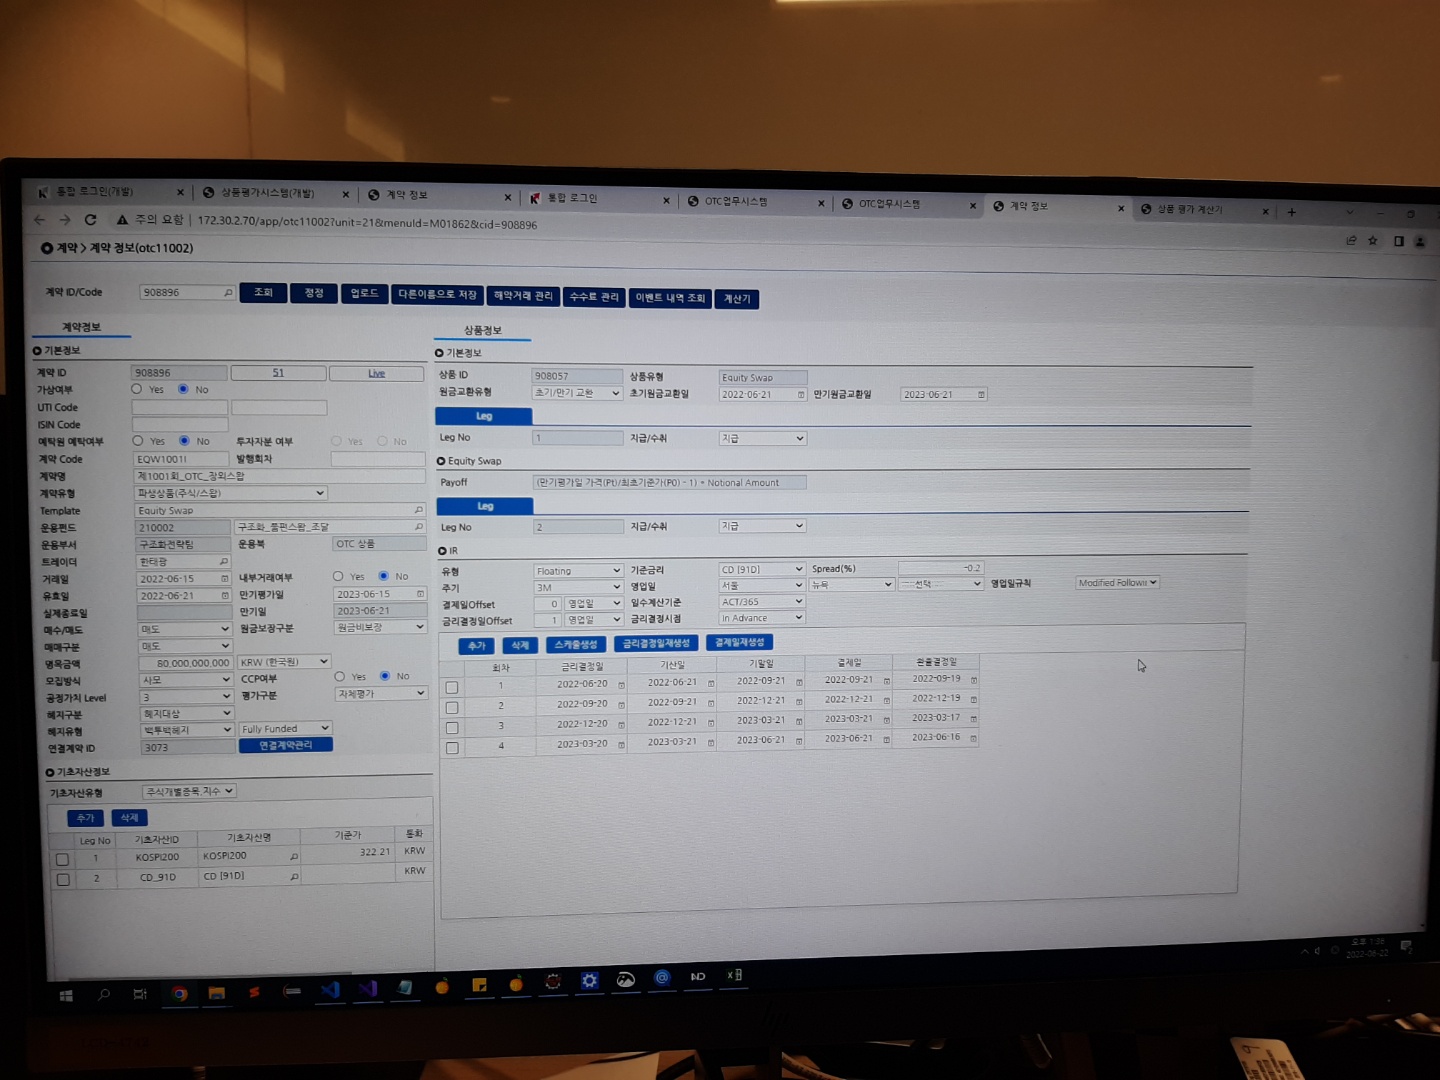 통합 로그인(개발)
상품평가시스템(개발)
계약 정보
통합 로그인
OTC업무시스템
OTC업무시스템
계약 정보
상품 평가 계산기
주의 요함 | 172.30.2.70/app/otc11002?unit=21&menuId=M01862&cid=908896
계약 > 계약 정보(otc11002)
계약 ID/Code 908896 조회 정정 업로드 다른이름으로 저장 해약거래 관리 수수료 관리 이벤트 내역 조회 계산기
계약정보
기본정보
계약 ID 908896 51 Live
가상여부 Yes No
UTI Code
ISIN Code
예탁원 예탁여부 Yes No 투자자분 여부 Yes No
계약 Code EQW1001I 발행회차
계약명 제1001회_OTC_장외스왑
계약유형 파생상품(주식/스왑)
Template Equity Swap
운용펀드 210002 구조화_통펀스왑_조달
운용부서 구조화전략팀 운용북 OTC 상품
트레이더 한태광
거래일 2022-06-15 내부거래여부 Yes No
유효일 2022-06-21 만기평가일 2023-06-15
실제종료일 만기일 2023-06-21
매수/매도 매도 원금보장구분 원금비보장
매매구분 매도
명목금액 80,000,000,000 KRW (한국원)
모집방식 사모 CCP여부 Yes No
공정가치 Level 3 평가구분 자체평가
헤지구분 헤지대상
헤지유형 백투백헤지 Fully Funded
연결계약 ID 3073 연결계약관리
기초자산정보
기초자산유형 주식개별종목,지수
추가 삭제
Leg No 기초자산ID 기초자산명 기준가 통화
1 KOSPI200 KOSPI200 322.21 KRW
2 CD_91D CD [91D] KRW
상품정보
기본정보
상품 ID 908057 상품유형 Equity Swap
원금교환유형 초기/만기 교환 초기원금교환일 2022-06-21 만기원금교환일 2023-06-21
Leg
Leg No 1 지급/수취 지급
Equity Swap
Payoff (만기평가일 가격(Pt)/최초기준가(P0) - 1) * Notional Amount
Leg
Leg No 2 지급/수취 지급
IR
유형 Floating 기준금리 CD [91D] Spread(%) -0.2
주기 3M 영업일 서울 뉴욕 선택 영업일규칙 Modified Followin
결제일Offset 0 영업일 일수계산기준 ACT/365
금리결정일Offset 1 영업일 금리결정시점 In Advance
추가 삭제 스케줄생성 금리결정일재생성 결제일재생성
회차 금리결정일 기산일 기말일 결제일 환율결정일
1 2022-06-20 2022-06-21 2022-09-21 2022-09-21 2022-09-19
2 2022-09-20 2022-09-21 2022-12-21 2022-12-21 2022-12-19
3 2022-12-20 2022-12-21 2023-03-21 2023-03-21 2023-03-17
4 2023-03-20 2023-03-21 2023-06-21 2023-06-21 2023-06-16
2022-06-22